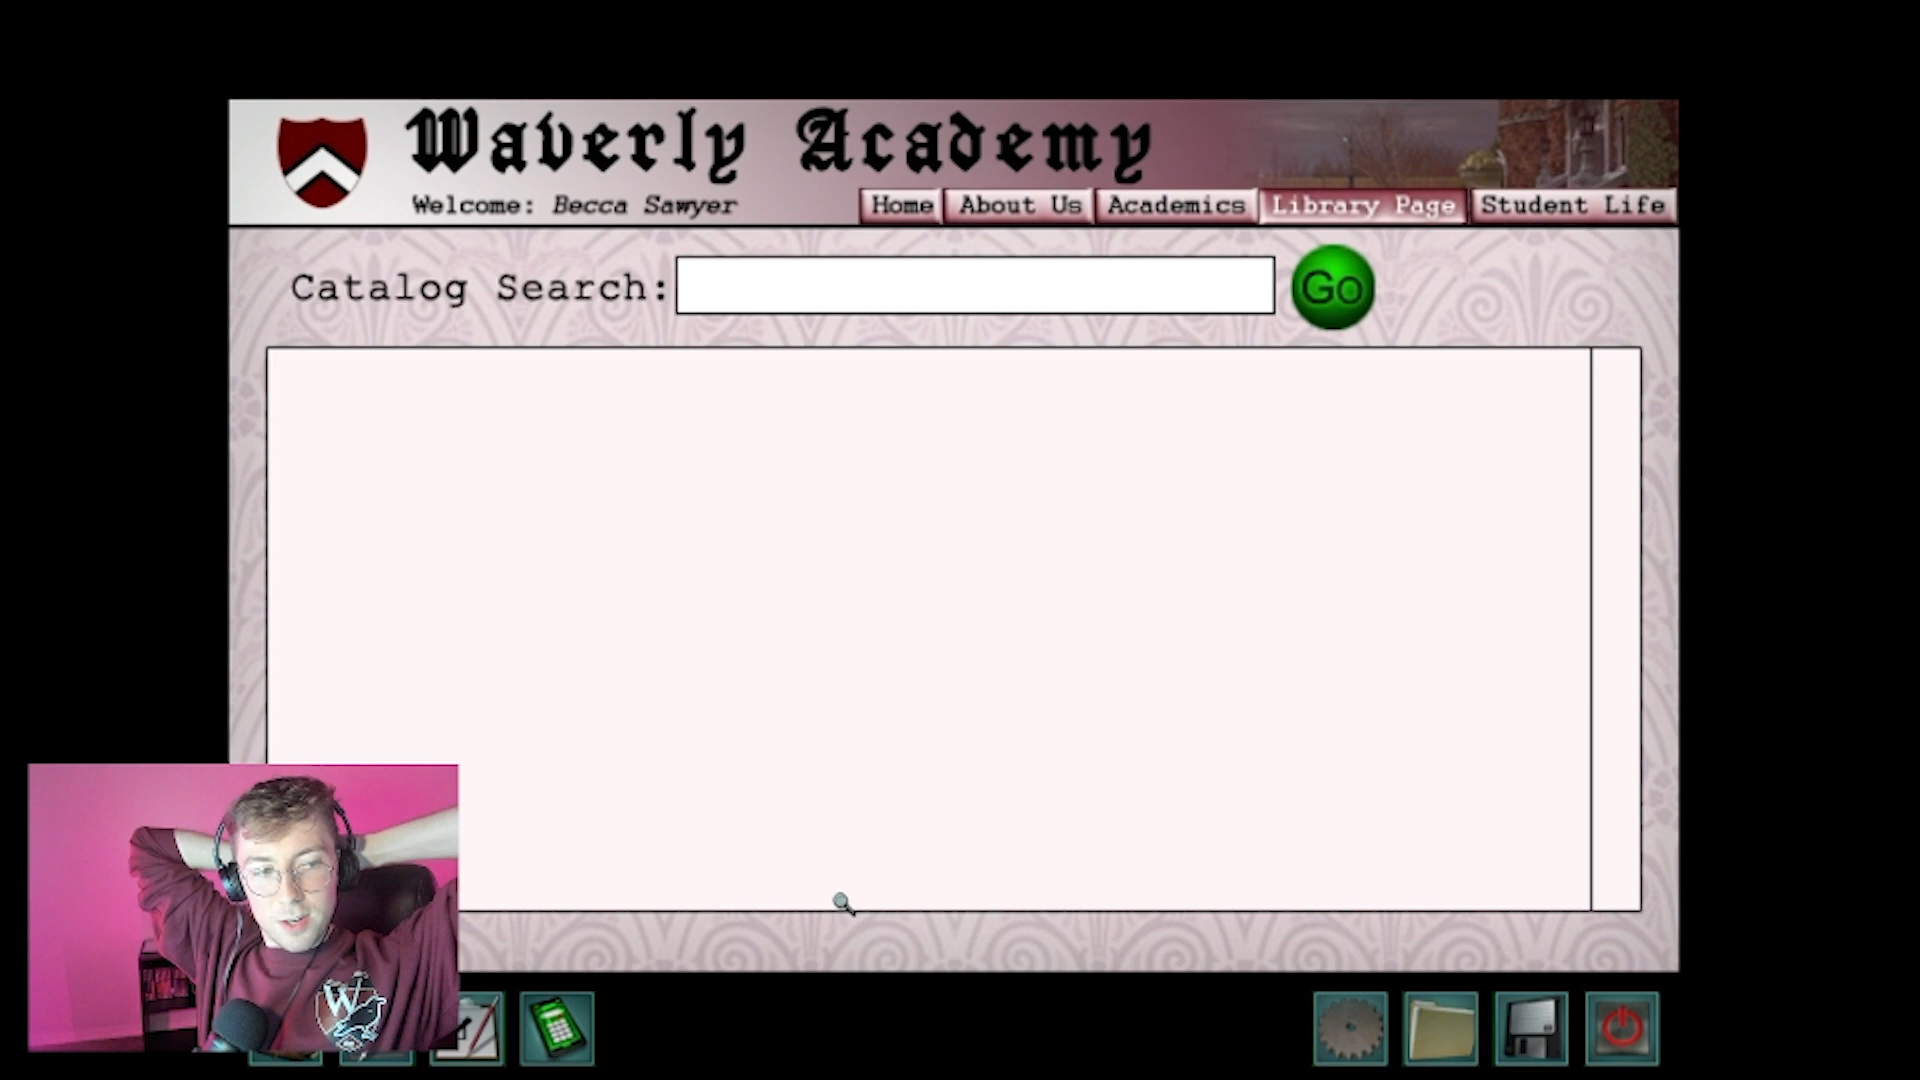 Waverly Academy
Welcome: Becca Sawyer
Home About Us Academics Library Page Student Life
Catalog Search: Go
W